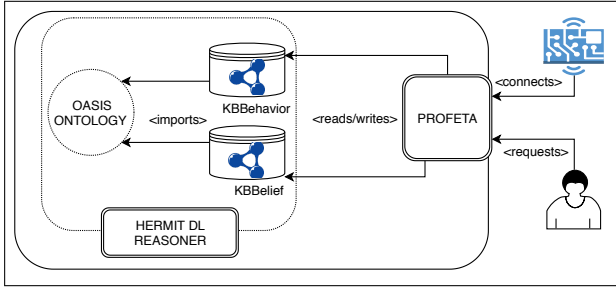 OASIS
ONTOLOGY
<imports>
KBBehavior
KBBelief
<reads/writes>
PROFETA
<connects>
<requests>
HERMIT DL
REASONER